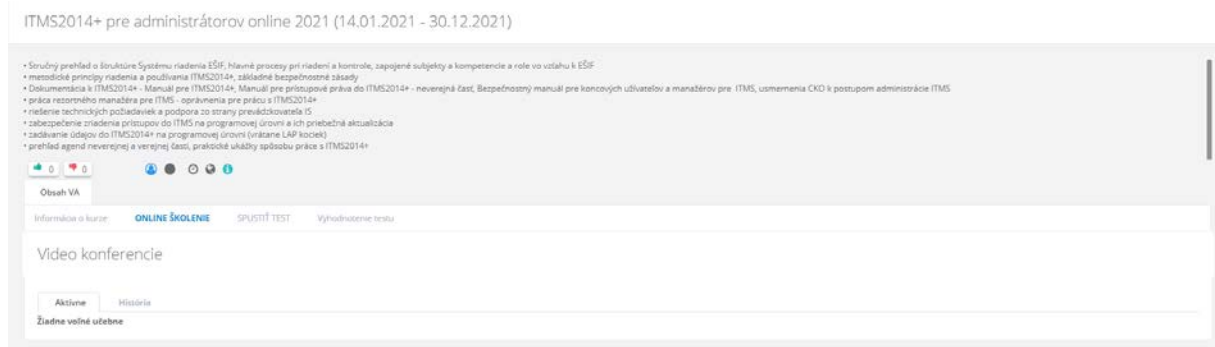 ITMS2014+ pre administrátorov online 2021 (14.01.2021 - 30.12.2021)
• Stručný prehľad o štruktúre Systému riadenia EŠIF, hlavné procesy pri riadení a kontrole, zapojené subjekty a kompetencie a role vo vzťahu k EŠIF
• metodické princípy riadenia a používania ITMS2014+, základné bezpečnostné zásady
• Dokumentácia k ITMS2014+ - Manuál pre ITMS2014+, Manuál pre prístupové práva do ITMS2014+ - neverejná časť, Bezpečnostný manuál pre koncových užívateľov a manažérov pre ITMS, usmernenia CKO k postupom administrácie ITMS
• práca rezortného manažéra pre ITMS - oprávnenia pre prácu s ITMS2014+
• riešenie technických požiadaviek a podpora zo strany prevádzkovateľa IS
• zabezpečenie zriadenia prístupov do ITMS na programovej úrovni a ich priebežná aktualizácia
• zadávanie údajov do ITMS2014+ na programovej úrovni (vrátane LAP kociek)
• prehľad agend neverejnej a verejnej časti, praktické ukážky spôsobu práce s ITMS2014+
0 0
Obsah VA
Informácia o kurze ONLINE ŠKOLENIE SPUSTIŤ TEST Vyhodnotenie testu
Video konferencie
Aktívne História
Žiadne voľné učebne